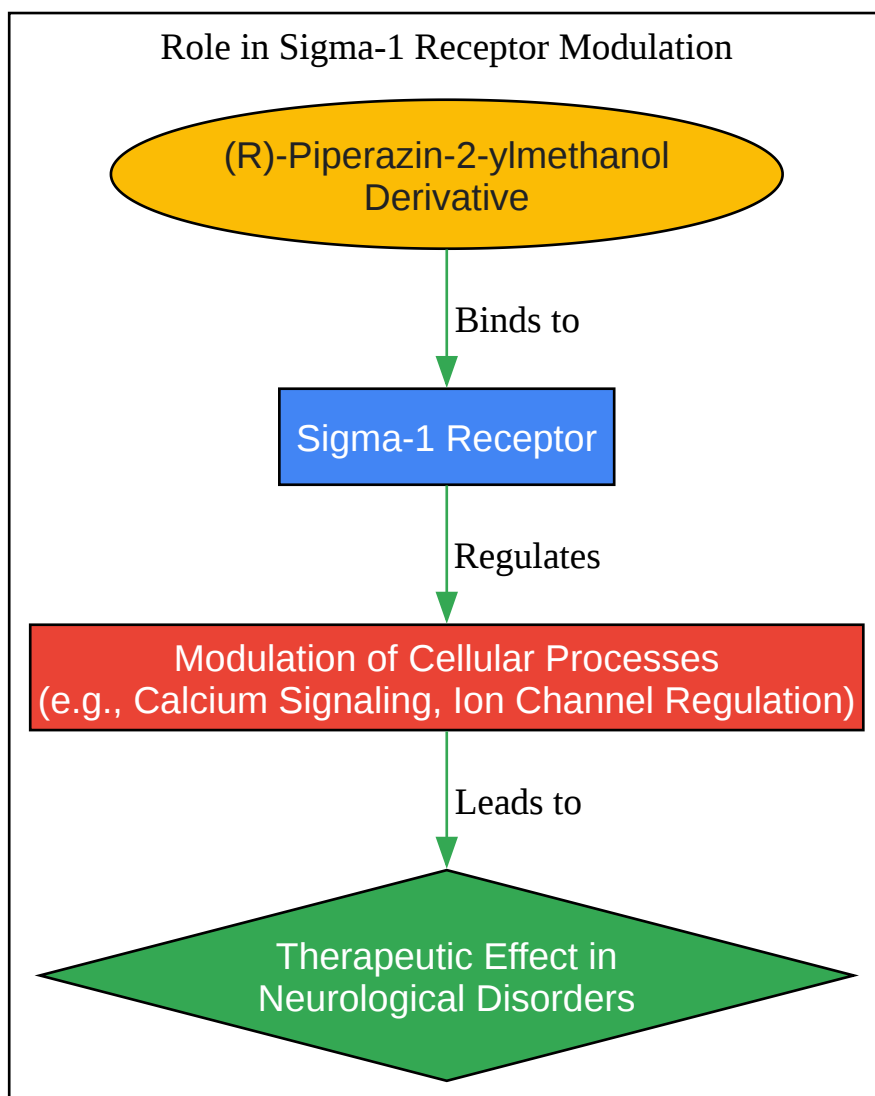 Role in Sigma-1 Receptor Modulation
(R)-Piperazin-2-ylmethanol
Derivative
Binds to
Sigma-1 Receptor
Regulates
Modulation of Cellular Processes
(e.g., Calcium Signaling, Ion Channel Regulation)
Leads to
Therapeutic Effect in
Neurological Disorders